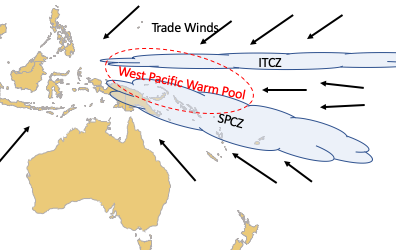 Trade Winds
ITCZ
West Pacific Warm Pool
SPCZ